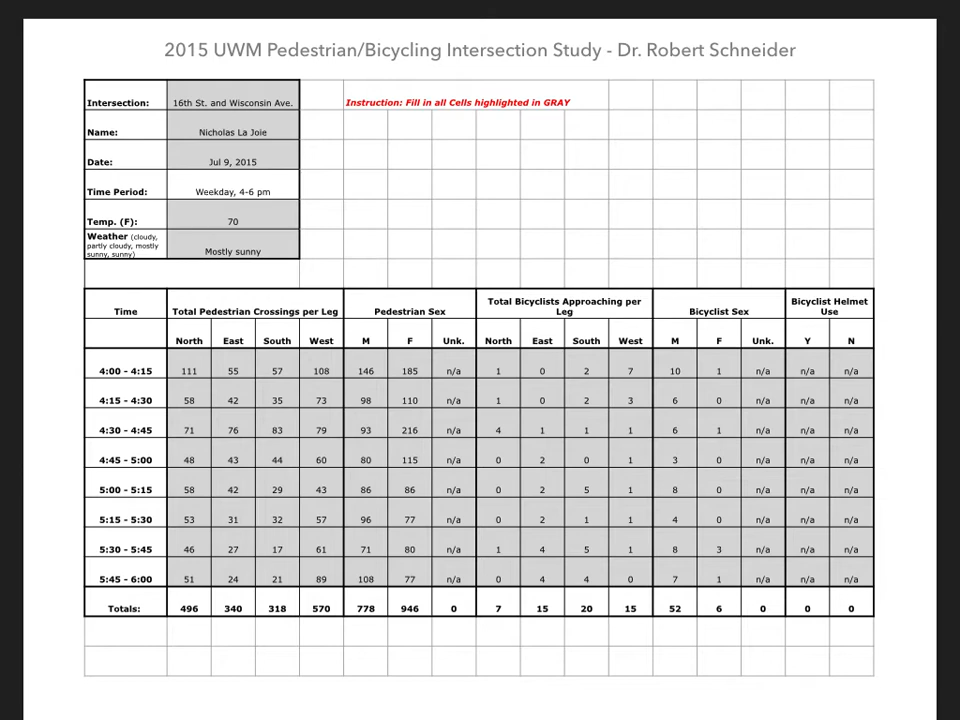 2015 UWM Pedestrian/Bicycling Intersection Study - Dr. Robert Schneider
Intersection: 16th St. and Wisconsin Ave. Instruction: Fill in all Cells highlighted in GRAY
Name: Nicholas La Joie
Date: Jul 9, 2015
Time Period: Weekday, 4-6 pm
Temp. (F): 70
Weather (cloudy,
partly cloudy, mostly
sunny, sunny) Mostly sunny
Time Total Pedestrian Crossings per Leg Pedestrian Sex Total Bicyclists Approaching per Leg Bicyclist Sex Bicyclist Helmet Use
North East South West M F Unk. North East South West M F Unk. Y N
4:00 - 4:15 111 55 57 108 146 185 n/a 1 0 2 7 10 1 n/a n/a n/a
4:15 - 4:30 58 42 35 73 98 110 n/a 1 0 2 3 6 0 n/a n/a n/a
4:30 - 4:45 71 76 83 79 93 216 n/a 4 1 1 1 6 1 n/a n/a n/a
4:45 - 5:00 48 43 44 60 80 115 n/a 0 2 0 1 3 0 n/a n/a n/a
5:00 - 5:15 58 42 29 43 86 86 n/a 0 2 5 1 8 0 n/a n/a n/a
5:15 - 5:30 53 31 32 57 96 77 n/a 0 2 1 1 4 0 n/a n/a n/a
5:30 - 5:45 46 27 17 61 71 80 n/a 1 4 5 1 8 3 n/a n/a n/a
5:45 - 6:00 51 24 21 89 108 77 n/a 0 4 4 0 7 1 n/a n/a n/a
Totals: 496 340 318 570 778 946 0 7 15 20 15 52 6 0 0 0